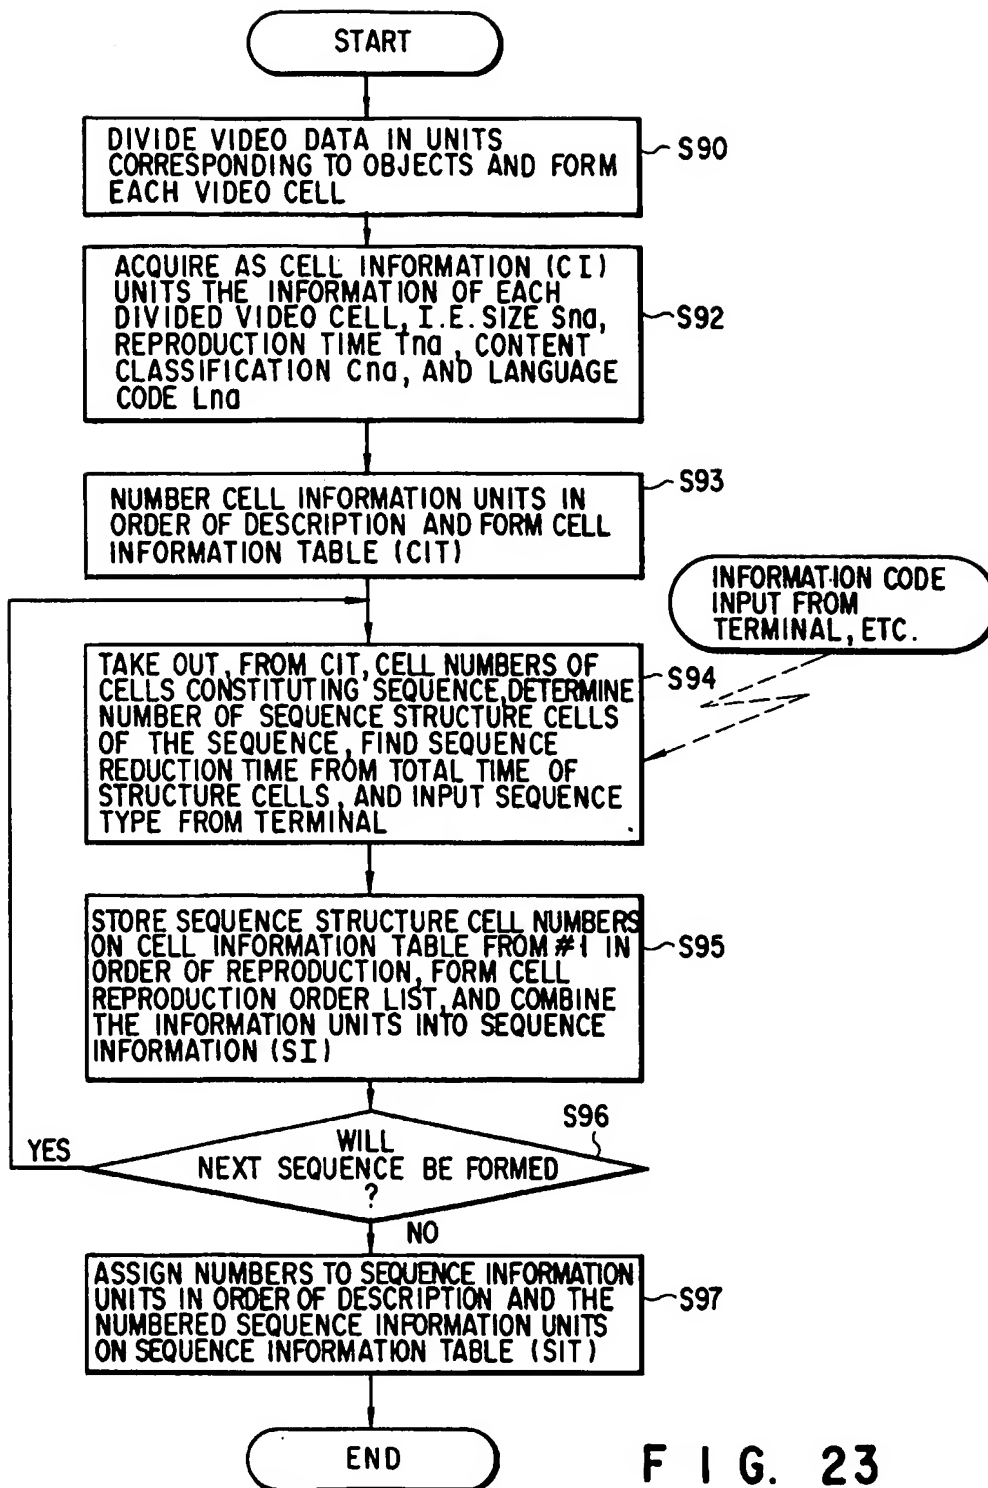 START
DIVIDE VIDEO DATA IN UNITS
CORRESPONDING TO OBJECTS AND FORM
EACH VIDEO CELL
S90
ACQUIRE AS CELL INFORMATION (CI)
UNITS THE INFORMATION OF EACH
DIVIDED VIDEO CELL, I.E. SIZE Sna,
REPRODUCTION TIME Tna, CONTENT
CLASSIFICATION Cna, AND LANGUAGE
CODE Lna
S92
NUMBER CELL INFORMATION UNITS IN
ORDER OF DESCRIPTION AND FORM CELL
INFORMATION TABLE (CIT)
S93
INFORMATION CODE
INPUT FROM
TERMINAL, ETC.
TAKE OUT, FROM CIT, CELL NUMBERS OF
CELLS CONSTITUTING SEQUENCE, DETERMINE
NUMBER OF SEQUENCE STRUCTURE CELLS
OF THE SEQUENCE, FIND SEQUENCE
REDUCTION TIME FROM TOTAL TIME OF
STRUCTURE CELLS, AND INPUT SEQUENCE
TYPE FROM TERMINAL
S94
STORE SEQUENCE STRUCTURE CELL NUMBERS
ON CELL INFORMATION TABLE FROM #1 IN
ORDER OF REPRODUCTION, FORM CELL
REPRODUCTION ORDER LIST, AND COMBINE
THE INFORMATION UNITS INTO SEQUENCE
INFORMATION (SI)
S95
S96
YES
WILL
NEXT SEQUENCE BE FORMED
?
NO
ASSIGN NUMBERS TO SEQUENCE INFORMATION
UNITS IN ORDER OF DESCRIPTION AND THE
NUMBERED SEQUENCE INFORMATION UNITS
ON SEQUENCE INFORMATION TABLE (SIT)
S97
END
FIG. 23